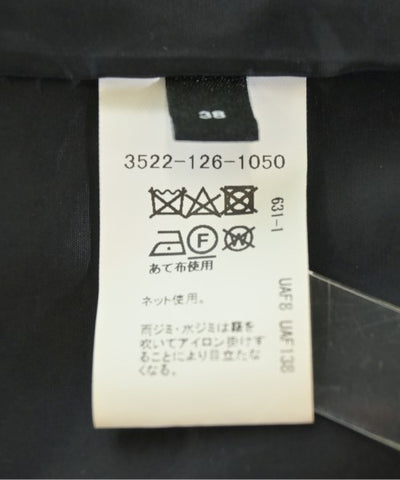 38
3522-126-1050
F W
あて布使用
ネット使用。
雨ジミ・水ジミは霧を
吹いてアイロン掛けす
ることにより目立たな
くなる。
631-1
UAF8 UAF138